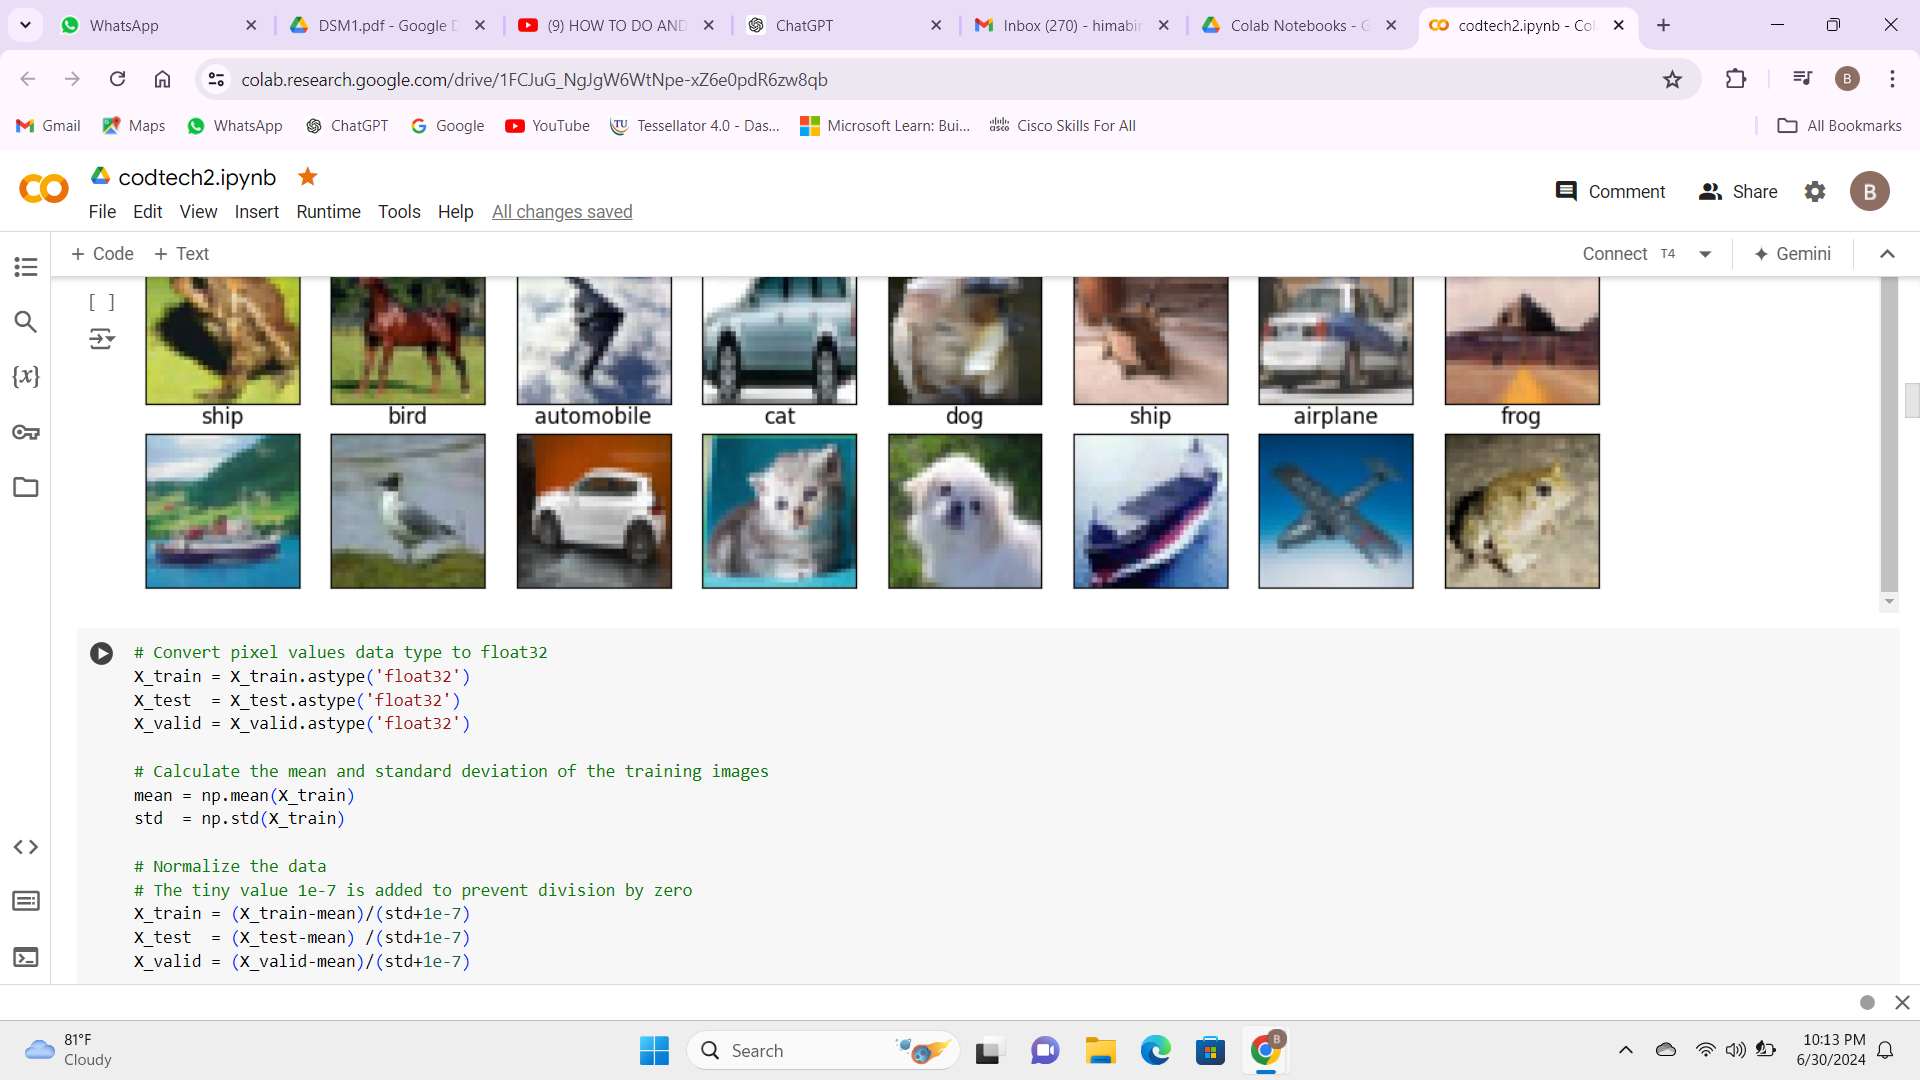 WhatsApp
DSM1.pdf - Google D
(9) HOW TO DO AND
ChatGPT
Inbox (270) - himabin
Colab Notebooks - G
codtech2.ipynb - Col
colab.research.google.com/drive/1FCJuG_NgJgW6WtNpe-xZ6e0pdR6zw8qb
B
Gmail
Maps
WhatsApp
ChatGPT
Google
YouTube
Tessellator 4.0 - Das...
Microsoft Learn: Bui...
Cisco Skills For All
All Bookmarks
codtech2.ipynb
Comment
Share
B
File Edit View Insert Runtime Tools Help All changes saved
+ Code + Text
Connect T4
Gemini
[ ]
ship bird automobile cat dog ship airplane frog
{x}
# Convert pixel values data type to float32
X_train = X_train.astype('float32')
X_test  = X_test.astype('float32')
X_valid = X_valid.astype('float32')
# Calculate the mean and standard deviation of the training images
mean = np.mean(X_train)
std  = np.std(X_train)
# Normalize the data
# The tiny value 1e-7 is added to prevent division by zero
X_train = (X_train-mean)/(std+1e-7)
X_test  = (X_test-mean) /(std+1e-7)
X_valid = (X_valid-mean)/(std+1e-7)
81°F
Cloudy
Search
B
10:13 PM
6/30/2024